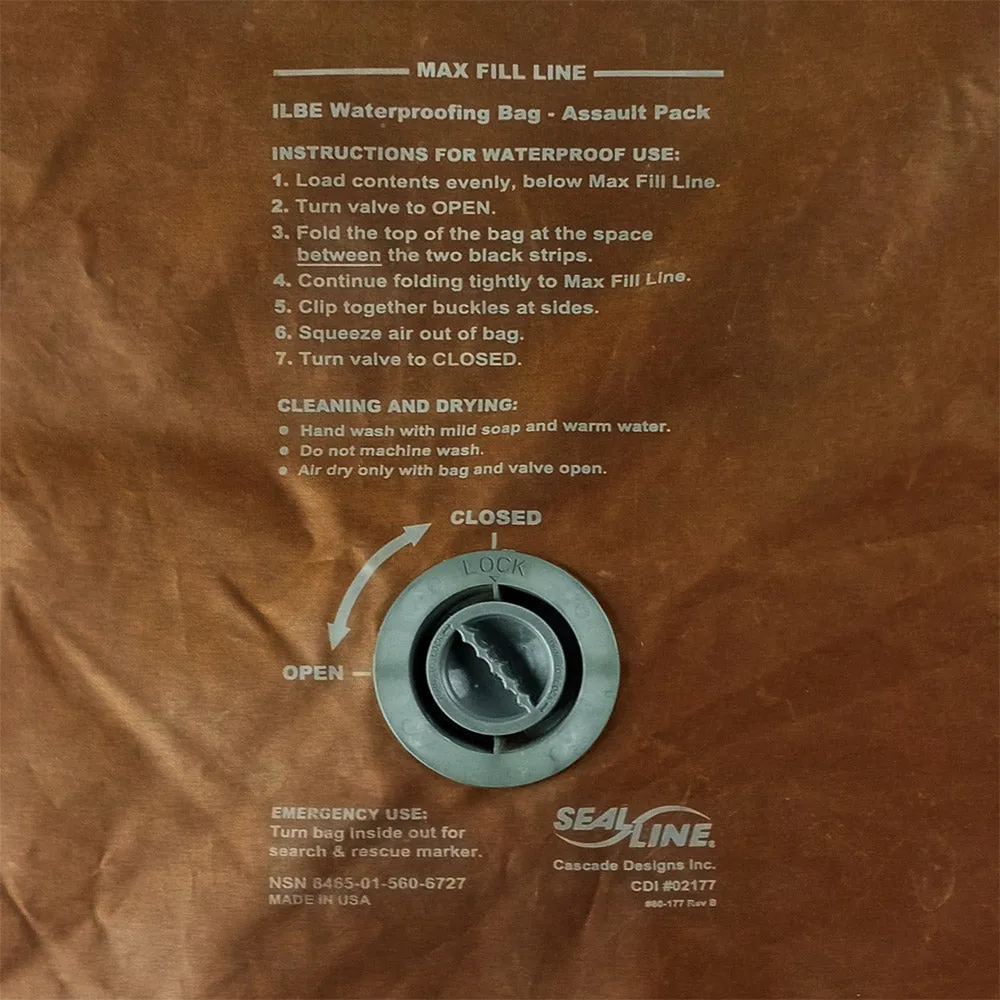 MAX FILL LINE
ILBE Waterproofing Bag - Assault Pack
INSTRUCTIONS FOR WATERPROOF USE:
1. Load contents evenly, below Max Fill Line.
2. Turn valve to OPEN.
3. Fold the top of the bag at the space
between the two black strips.
4. Continue folding tightly to Max Fill Line.
5. Clip together buckles at sides.
6. Squeeze air out of bag.
7. Turn valve to CLOSED.
CLEANING AND DRYING:
• Hand wash with mild soap and warm water.
• Do not machine wash.
• Air dry only with bag and valve open.
CLOSED
LOCK
OPEN
EMERGENCY USE:
Turn bag inside out for
search & rescue marker.
NSN 8465-01-560-6727
MADE IN USA
SEAL LINE®
Cascade Designs Inc.
CDI #02177
#80-177 Rev B